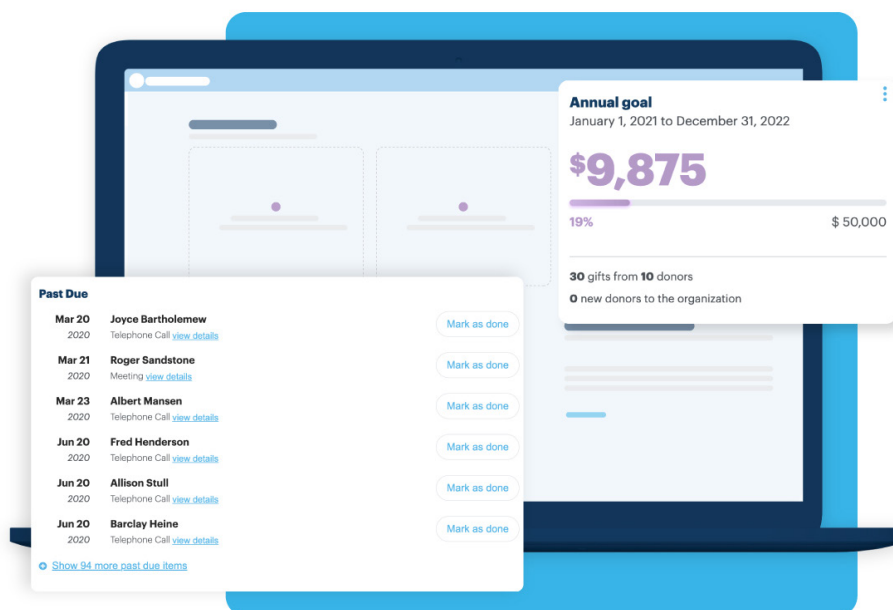 Annual goal
January 1, 2021 to December 31, 2022
$9,875
19% $ 50,000
30 gifts from 10 donors
0 new donors to the organization
Past Due
Mar 20 Joyce Bartholemew Mark as done
2020 Telephone Call view details
Mar 21 Roger Sandstone Mark as done
2020 Meeting view details
Mar 23 Albert Mansen Mark as done
2020 Telephone Call view details
Jun 20 Fred Henderson Mark as done
2020 Telephone Call view details
Jun 20 Allison Stull Mark as done
2020 Telephone Call view details
Jun 20 Barclay Heine Mark as done
2020 Telephone Call view details
Show 94 more past due items